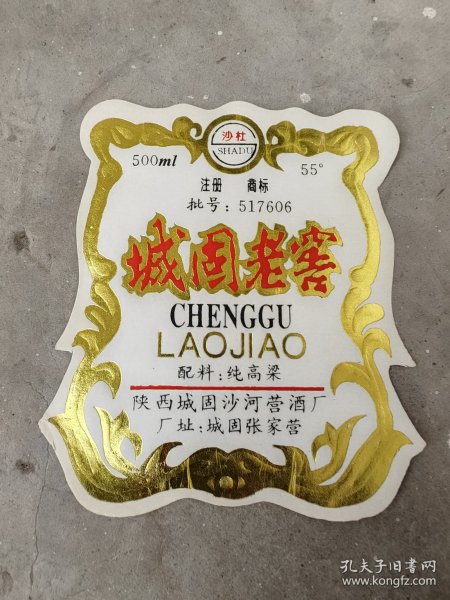 沙杜
SHADU
500ml 55°
注册 商标
批号：517606
城固老窖
CHENGGU
LAOJIAO
配料：纯高梁
陕西城固沙河营酒厂
厂址：城固张家营
孔夫子旧书网
www.kongfz.com